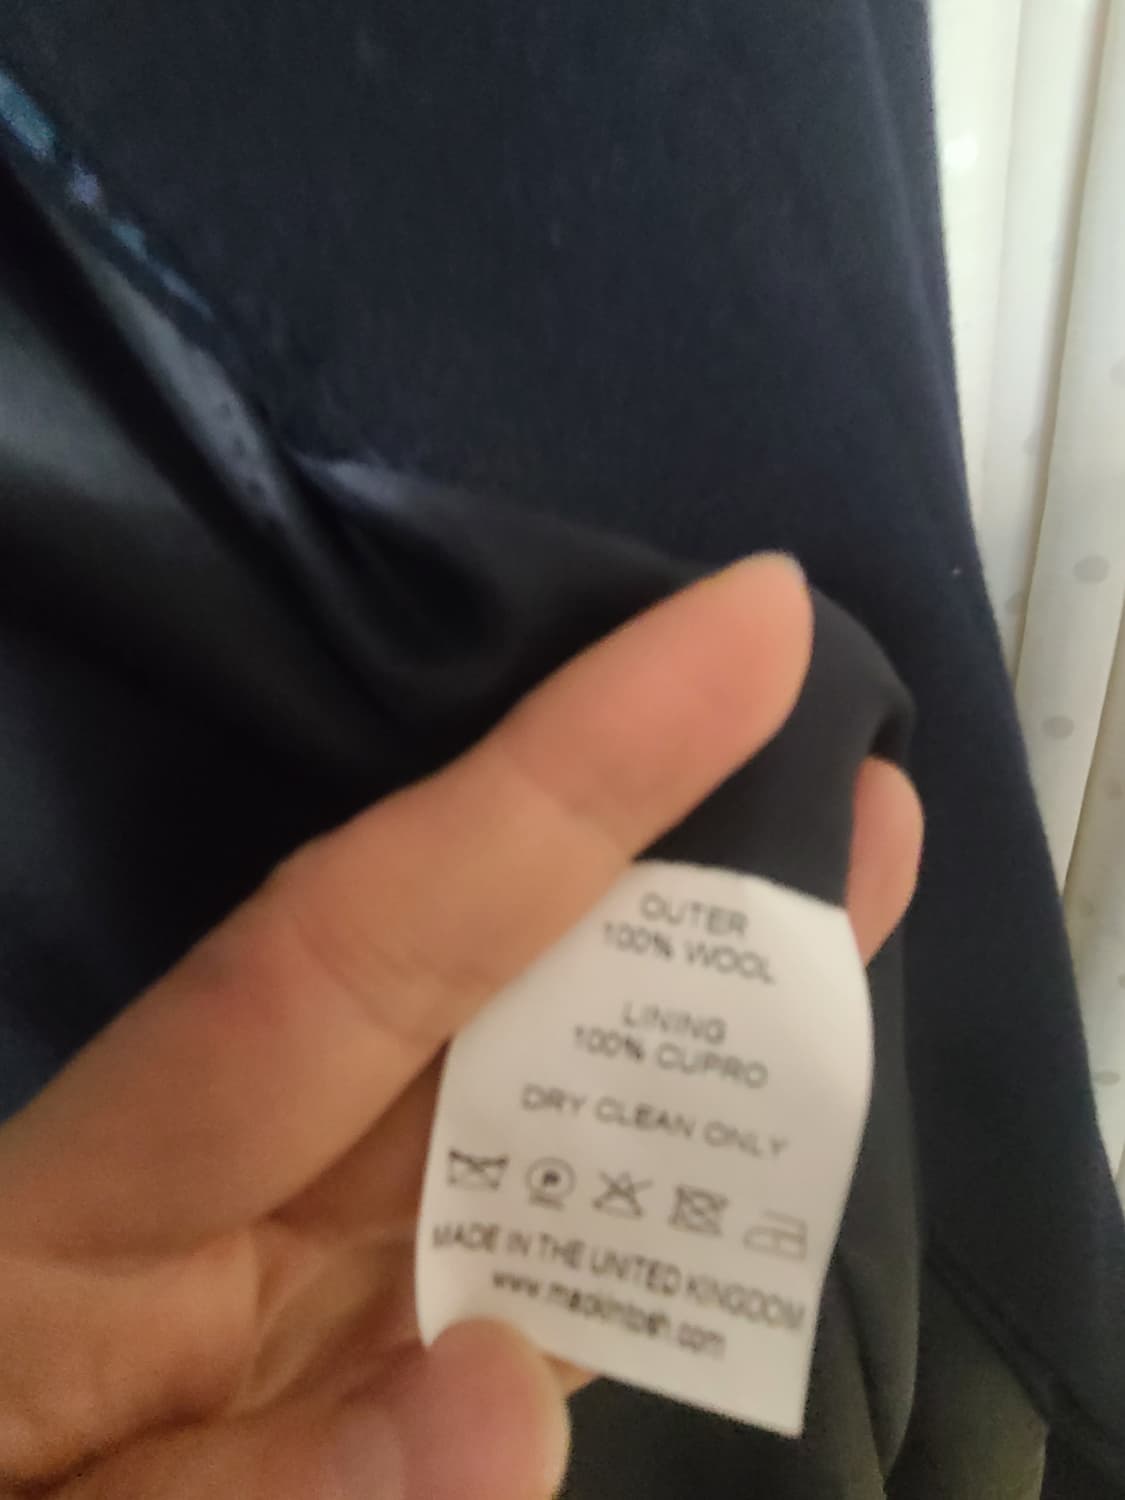 OUTER
100% WOOL
LINING
100% CUPRO
DRY CLEAN ONLY
P
MADE IN THE UNITED KINGDOM
www.mackintosh.com